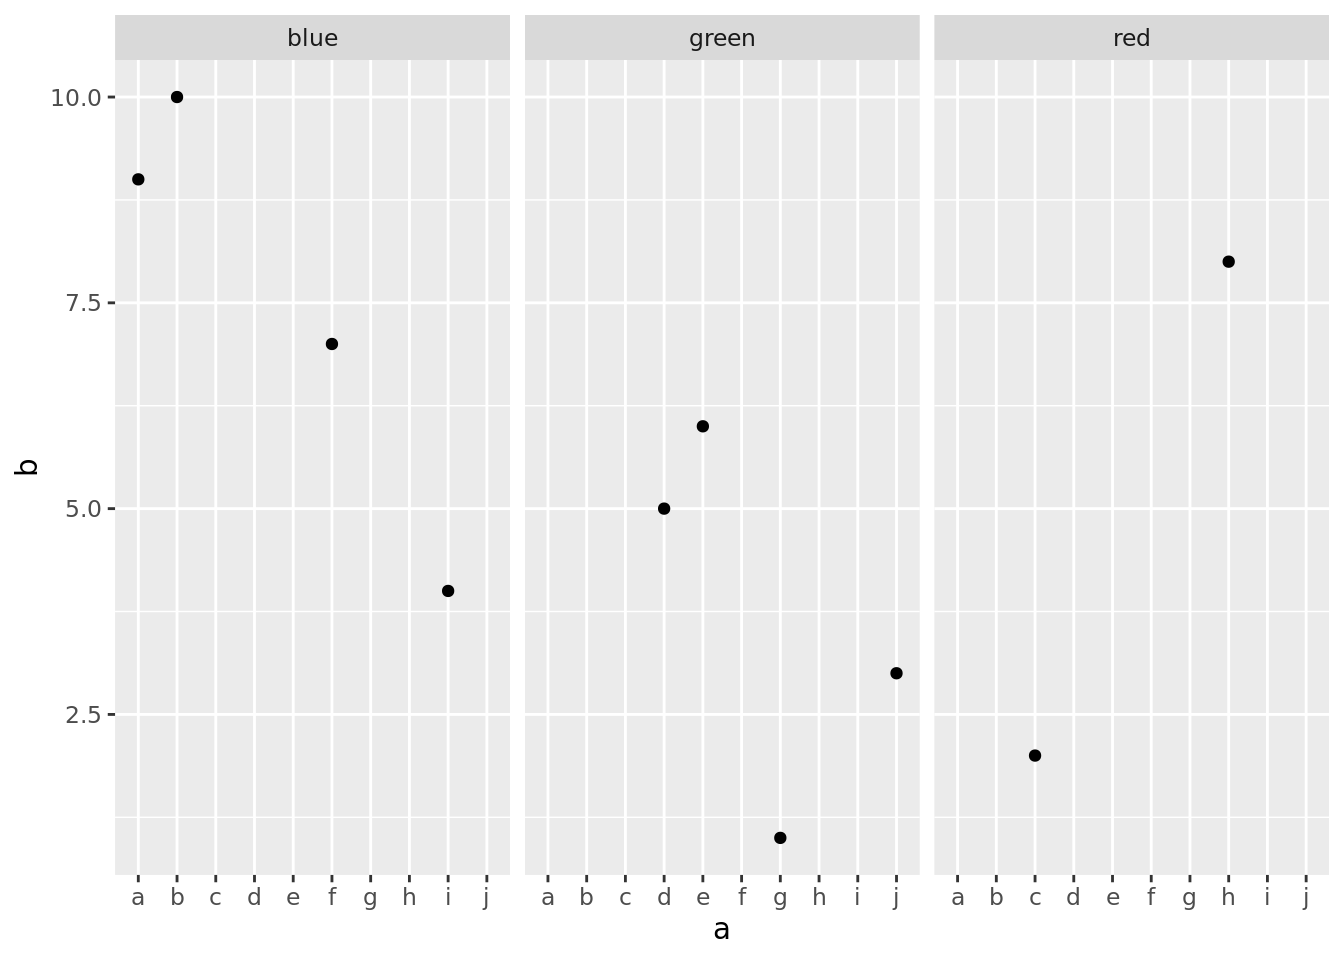 blue green red
10.0
7.5
5.0
2.5
b
a b c d e f g h i j a b c d e f g h i j a b c d e f g h i j
a